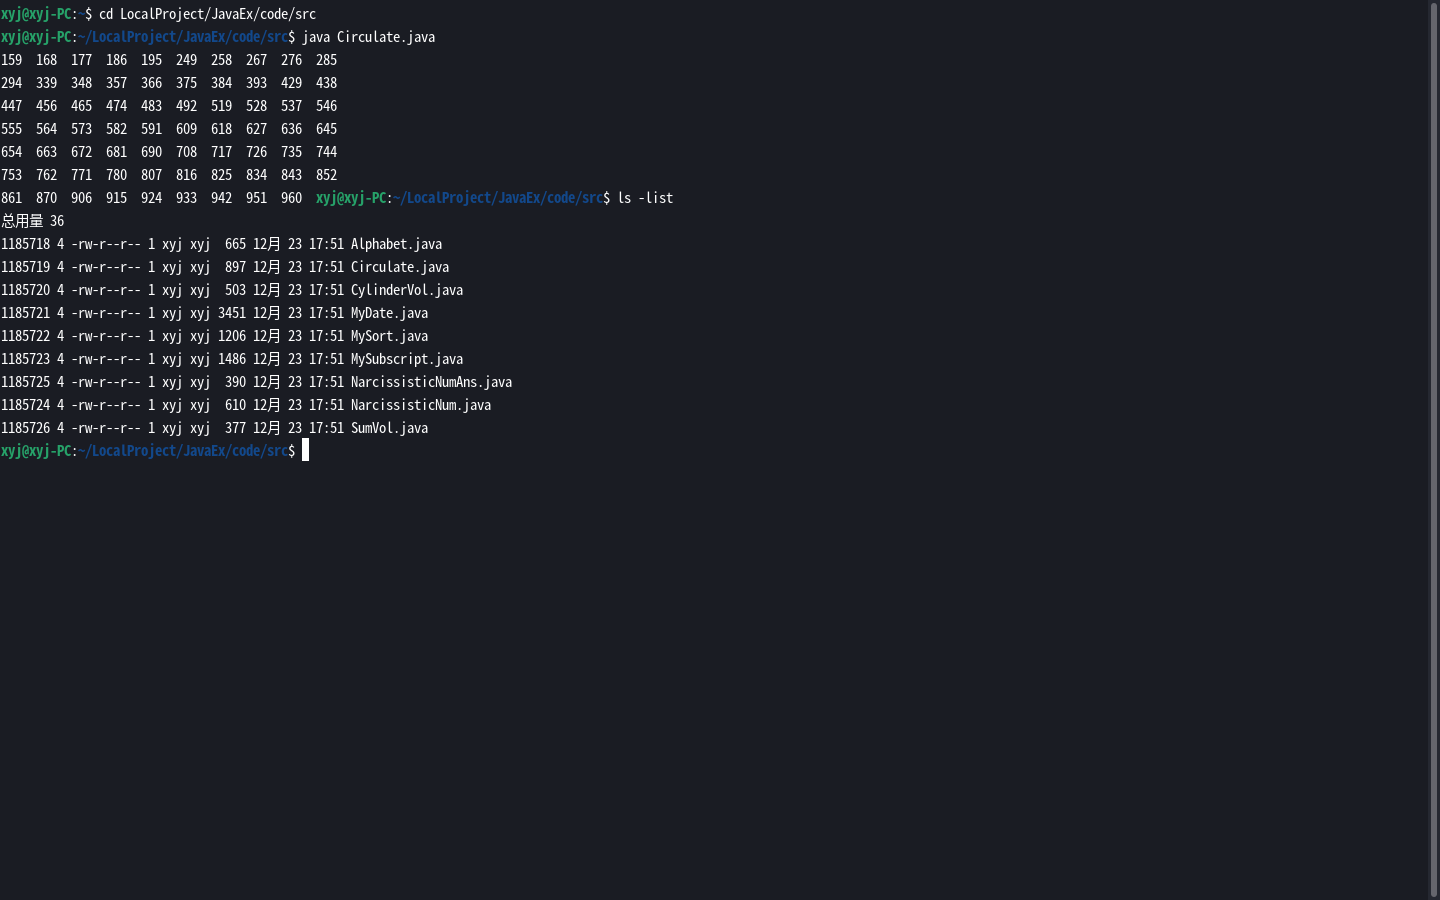 xyj@xyj-PC:~$ cd LocalProject/JavaEx/code/src
xyj@xyj-PC:~/LocalProject/JavaEx/code/src$ java Circulate.java
159  168  177  186  195  249  258  267  276  285
294  339  348  357  366  375  384  393  429  438
447  456  465  474  483  492  519  528  537  546
555  564  573  582  591  609  618  627  636  645
654  663  672  681  690  708  717  726  735  744
753  762  771  780  807  816  825  834  843  852
861  870  906  915  924  933  942  951  960  xyj@xyj-PC:~/LocalProject/JavaEx/code/src$ ls -list
总用量 36
1185718 4 -rw-r--r-- 1 xyj xyj  665 12月 23 17:51 Alphabet.java
1185719 4 -rw-r--r-- 1 xyj xyj  897 12月 23 17:51 Circulate.java
1185720 4 -rw-r--r-- 1 xyj xyj  503 12月 23 17:51 CylinderVol.java
1185721 4 -rw-r--r-- 1 xyj xyj 3451 12月 23 17:51 MyDate.java
1185722 4 -rw-r--r-- 1 xyj xyj 1206 12月 23 17:51 MySort.java
1185723 4 -rw-r--r-- 1 xyj xyj 1486 12月 23 17:51 MySubscript.java
1185725 4 -rw-r--r-- 1 xyj xyj  390 12月 23 17:51 NarcissisticNumAns.java
1185724 4 -rw-r--r-- 1 xyj xyj  610 12月 23 17:51 NarcissisticNum.java
1185726 4 -rw-r--r-- 1 xyj xyj  377 12月 23 17:51 SumVol.java
xyj@xyj-PC:~/LocalProject/JavaEx/code/src$